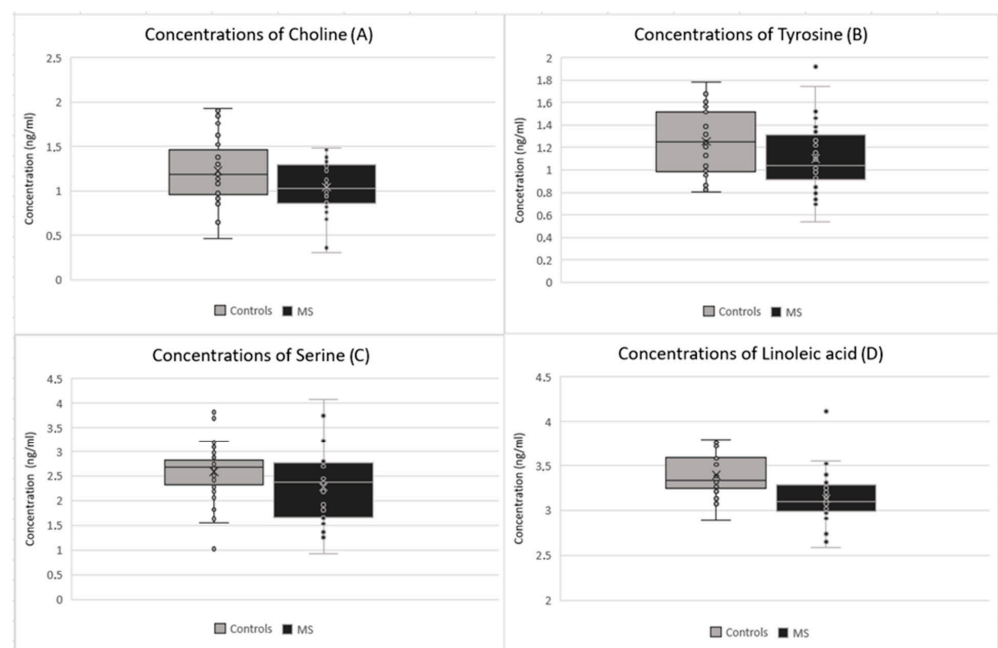 Concentrations of Choline (A)
Concentration (ng/ml)
2.5
2
1.5
1
0.5
0
Controls MS
Concentrations of Tyrosine (B)
Concetration (ng/ml)
2
1.8
1.6
1.4
1.2
1
0.8
0.6
0.4
0.2
0
Controls MS
Concentrations of Serine (C)
Concentration (ng/ml)
4.5
4
3.5
3
2.5
2
1.5
1
0.5
0
Controls MS
Concentrations of Linoleic acid (D)
Concentration (ng/ml)
4.5
4
3.5
3
2.5
2
Controls MS